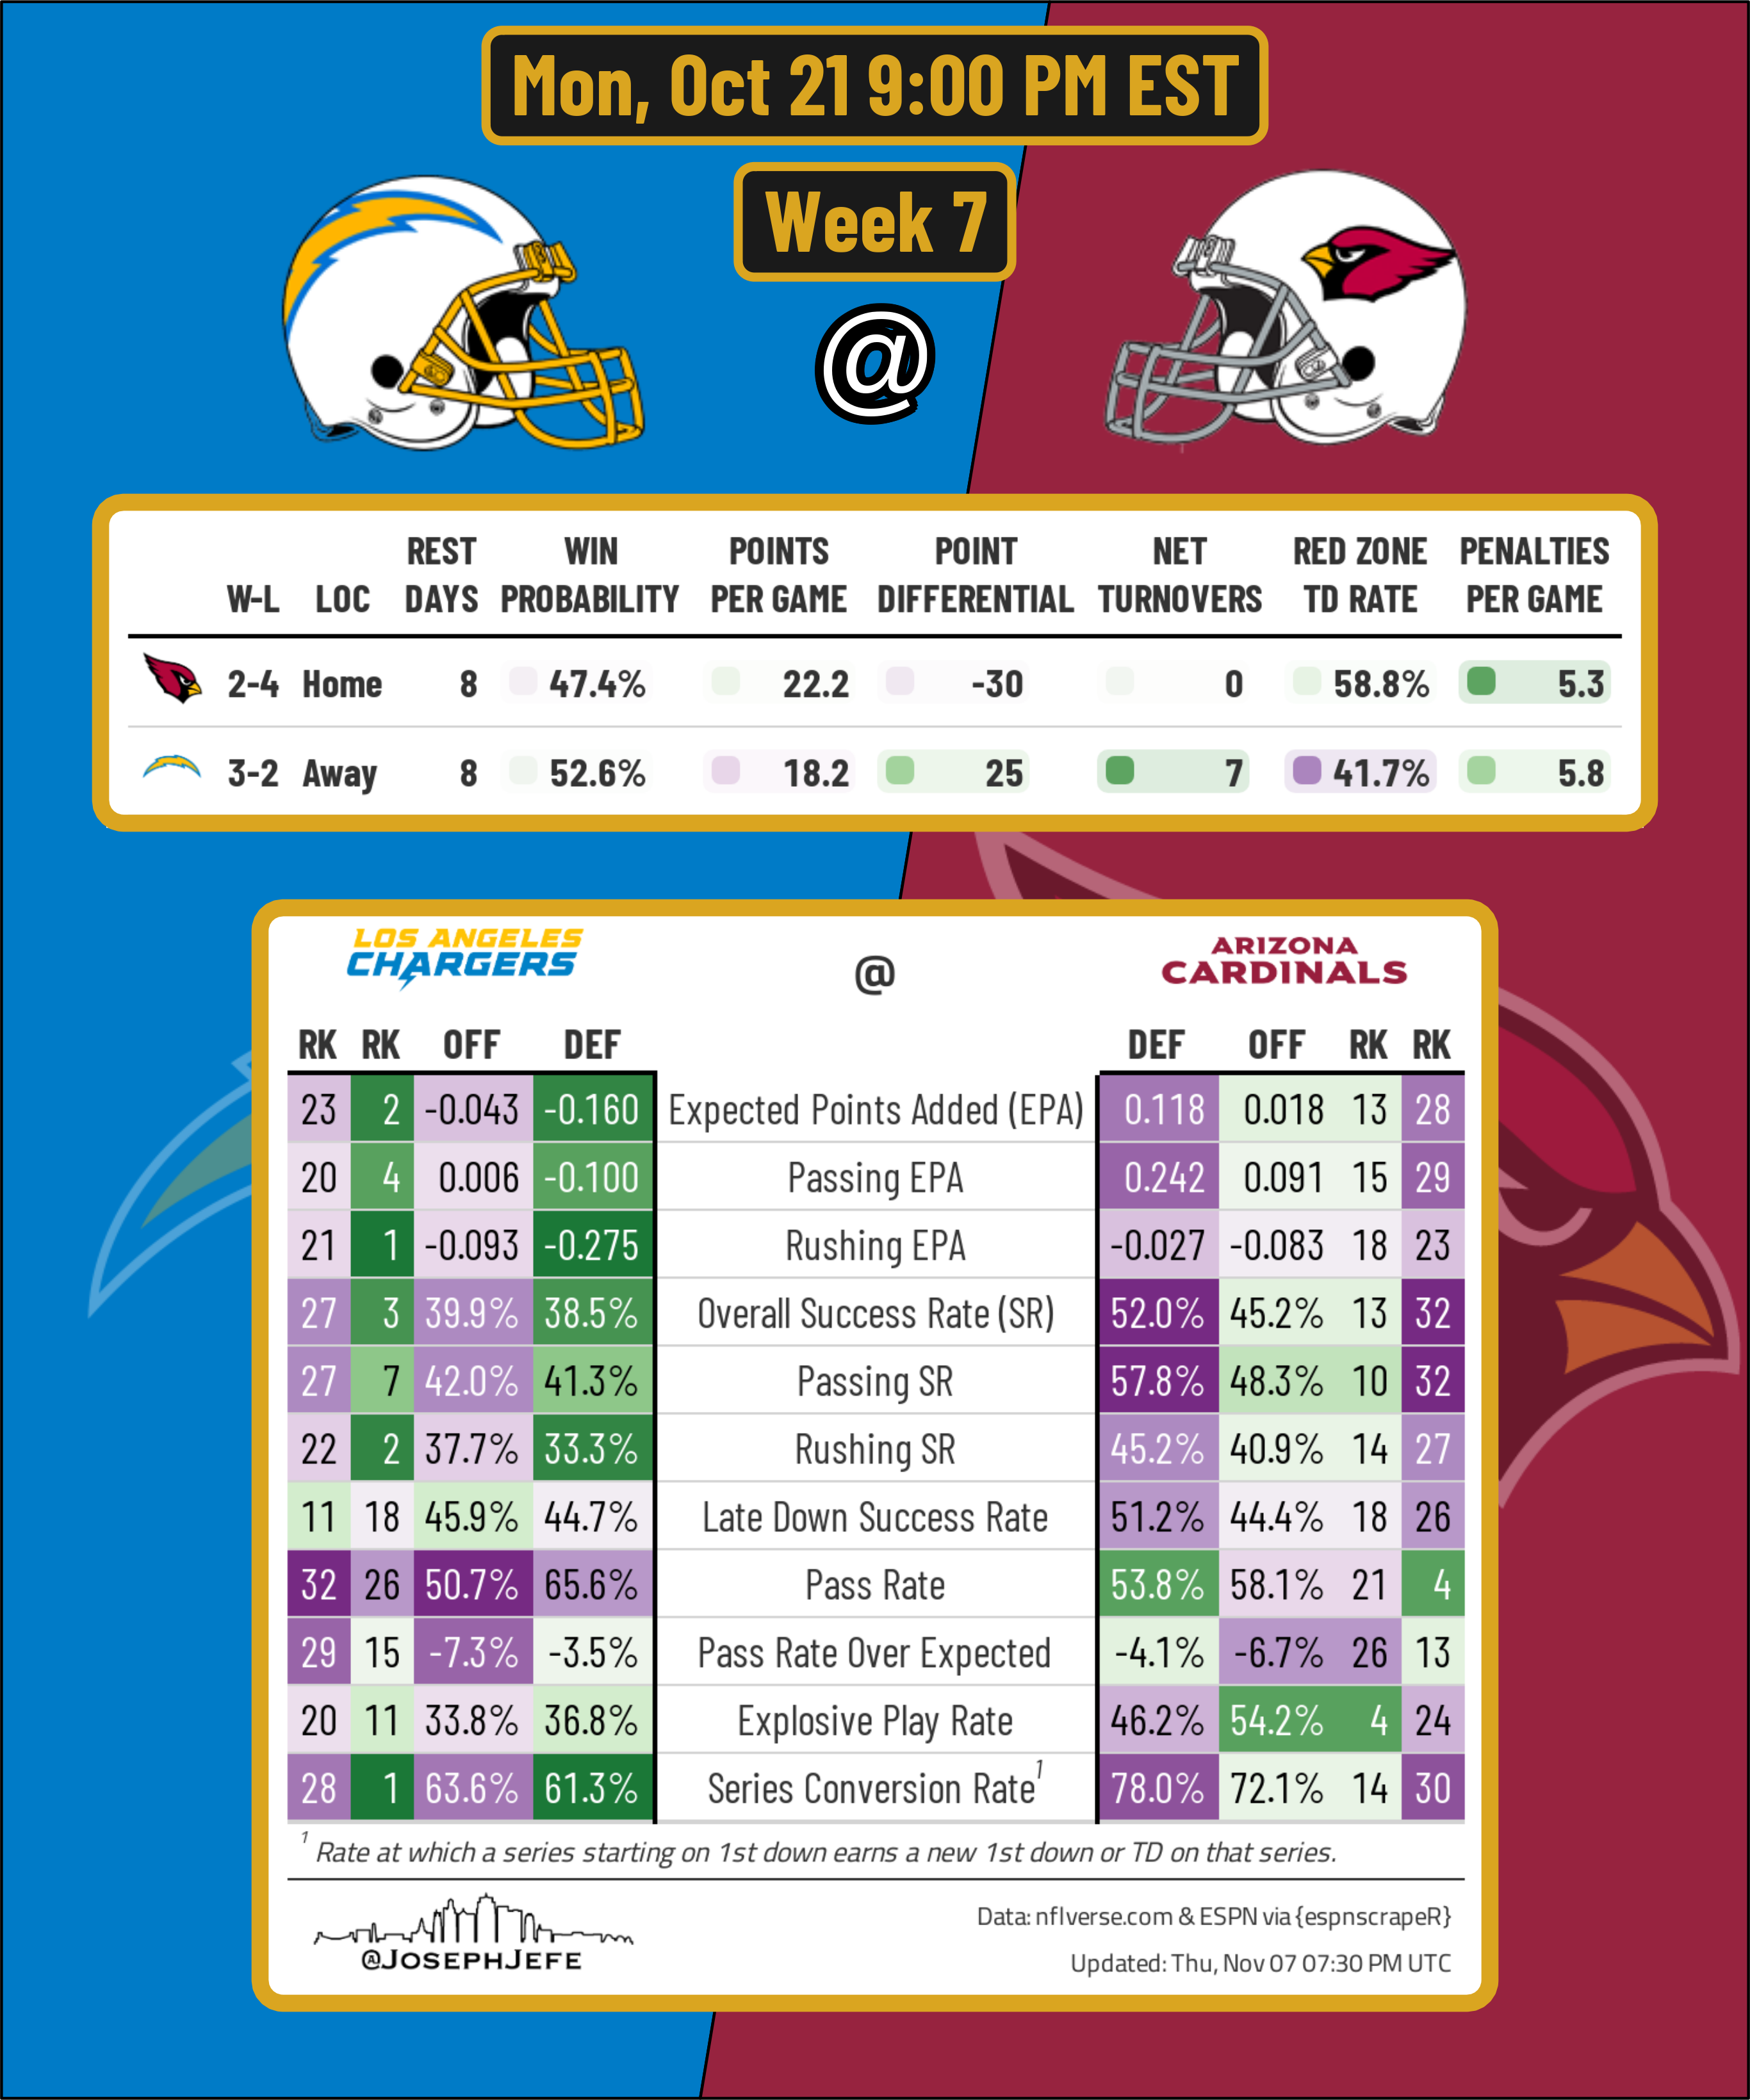 Mon, Oct 21 9:00 PM EST
Week 7
@
REST WIN POINTS POINT NET RED ZONE PENALTIES
W-L LOC DAYS PROBABILITY PER GAME DIFFERENTIAL TURNOVERS TD RATE PER GAME
2-4 Home 8 47.4% 22.2 -30 0 58.8% 5.3
3-2 Away 8 52.6% 18.2 25 7 41.7% 5.8
LOS ANGELES ARIZONA
CHARGERS @ CARDINALS
RK RK OFF DEF DEF OFF RK RK
23 2 -0.043 -0.160 Expected Points Added (EPA) 0.118 0.018 13 28
20 4 0.006 -0.100 Passing EPA 0.242 0.091 15 29
21 1 -0.093 -0.275 Rushing EPA -0.027 -0.083 18 23
27 3 39.9% 38.5% Overall Success Rate (SR) 52.0% 45.2% 13 32
27 7 42.0% 41.3% Passing SR 57.8% 48.3% 10 32
22 2 37.7% 33.3% Rushing SR 45.2% 40.9% 14 27
11 18 45.9% 44.7% Late Down Success Rate 51.2% 44.4% 18 26
32 26 50.7% 65.6% Pass Rate 53.8% 58.1% 21 4
29 15 -7.3% -3.5% Pass Rate Over Expected -4.1% -6.7% 26 13
20 11 33.8% 36.8% Explosive Play Rate 46.2% 54.2% 4 24
28 1 63.6% 61.3% Series Conversion Rate1 78.0% 72.1% 14 30
1 Rate at which a series starting on 1st down earns a new 1st down or TD on that series.
Data: nflverse.com & ESPN via {espnscrapeR}
@JOSEPHJEFE
Updated: Thu, Nov 07 07:30 PM UTC